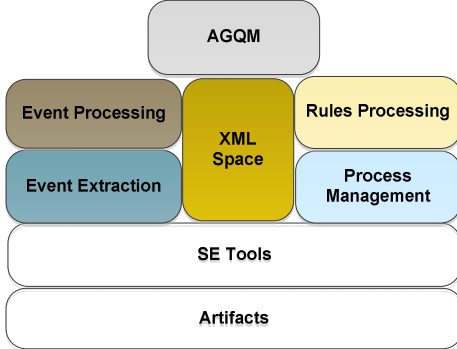 AGQM
Event Processing
XML
Space
Rules Processing
Event Extraction
Process
Management
SE Tools
Artifacts